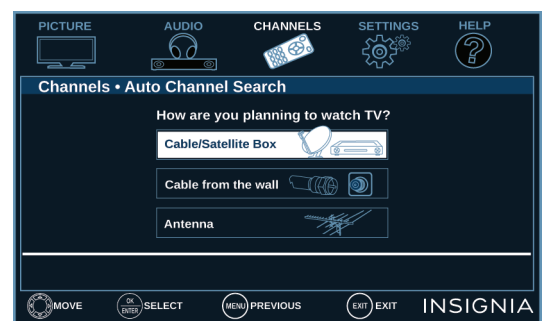 PICTURE AUDIO CHANNELS SETTINGS HELP
?
Channels • Auto Channel Search
How are you planning to watch TV?
Cable/Satellite Box
Cable from the wall
Antenna
MOVE OK ENTER SELECT MENU PREVIOUS EXIT EXIT INSIGNIA